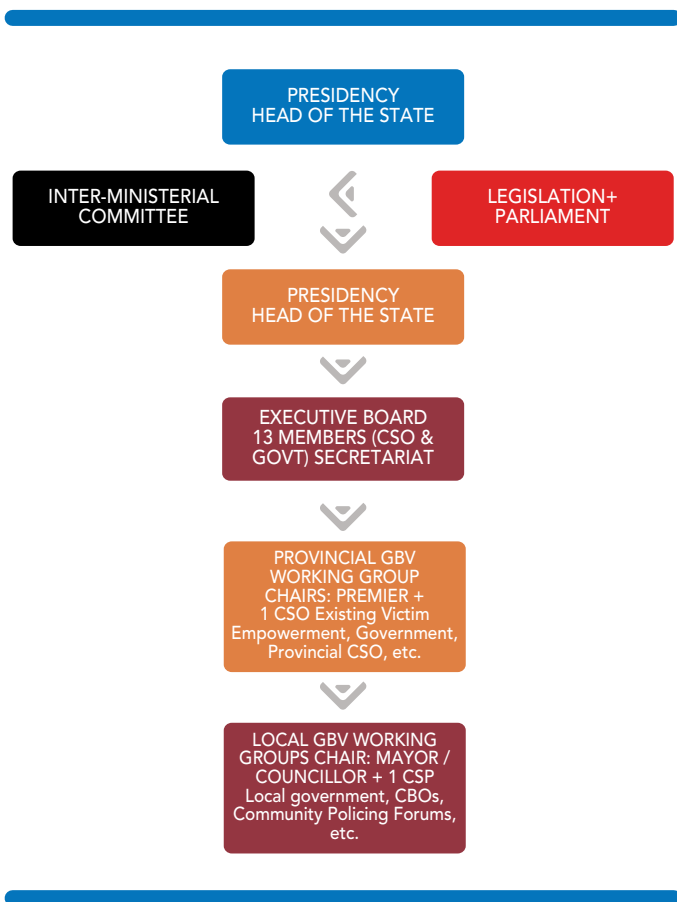 PRESIDENCY
HEAD OF THE STATE
INTER-MINISTERIAL
COMMITTEE
LEGISLATION+
PARLIAMENT
PRESIDENCY
HEAD OF THE STATE
EXECUTIVE BOARD
13 MEMBERS (CSO &
GOVT) SECRETARIAT
PROVINCIAL GBV
WORKING GROUP
CHAIRS: PREMIER +
1 CSO Existing Victim
Empowerment, Government,
Provincial CSO, etc.
LOCAL GBV WORKING
GROUPS CHAIR: MAYOR /
COUNCILLOR + 1 CSP
Local government, CBOs,
Community Policing Forums,
etc.